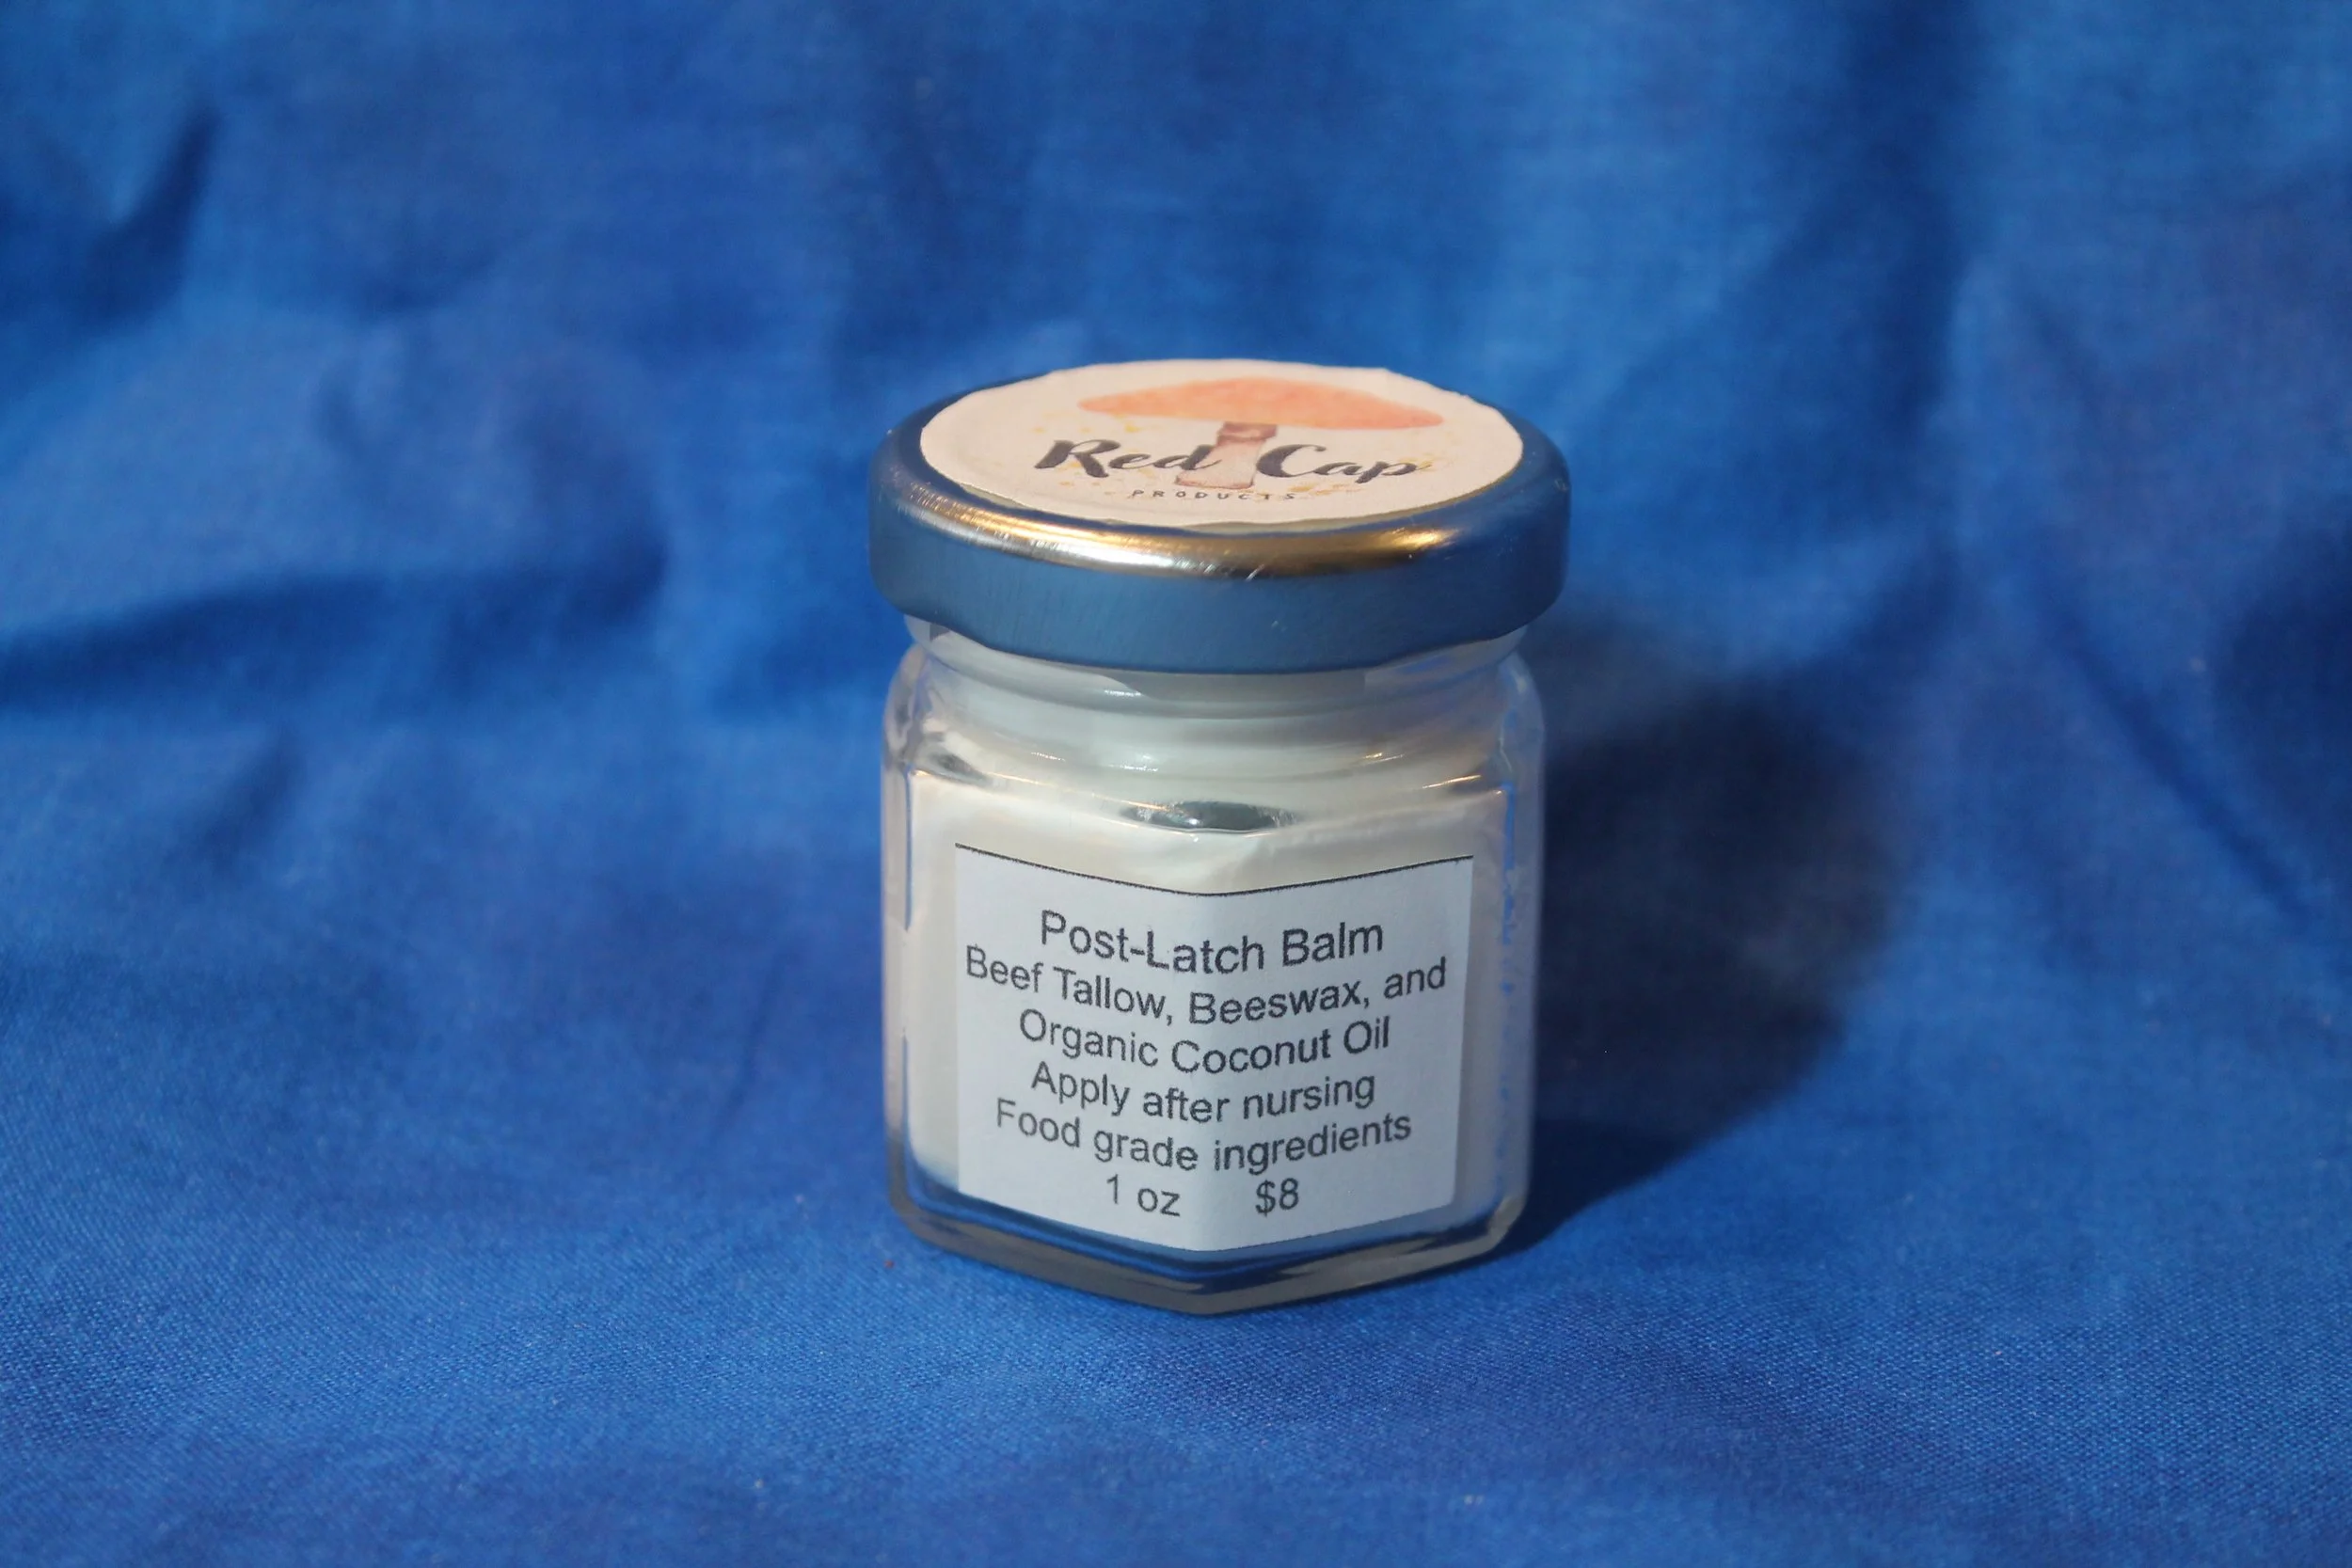 Red Cap
PRODUCTS
Post-Latch Balm
Beef Tallow, Beeswax, and
Organic Coconut Oil
Apply after nursing
Food grade ingredients
1 oz $8